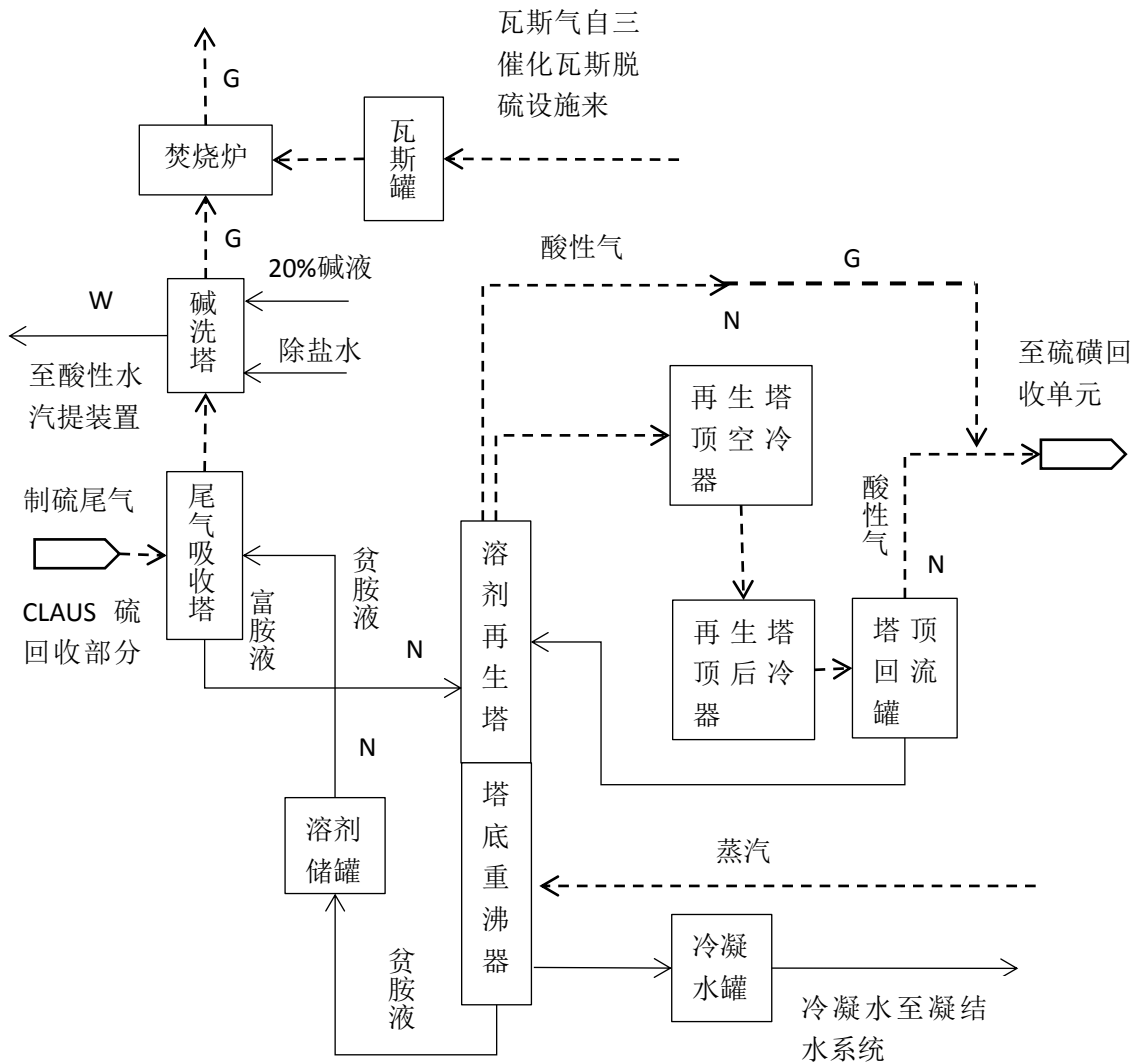 瓦斯气自三
催化瓦斯脱
硫设施来
G
焚烧炉
瓦斯罐
G
20%碱液
酸性气
G
W
碱洗塔
N
除盐水
至酸性水
汽提装置
至硫磺回
收单元
再生塔
顶空冷
器
制硫尾气
尾气吸收塔
酸性气
CLAUS 硫
回收部分
富胺液
贫胺液
溶剂再生塔
N
N
再生塔
顶后冷
器
塔顶
回流
罐
N
溶剂
储罐
塔底重沸器
蒸汽
贫胺液
冷凝
水罐
冷凝水至凝结
水系统